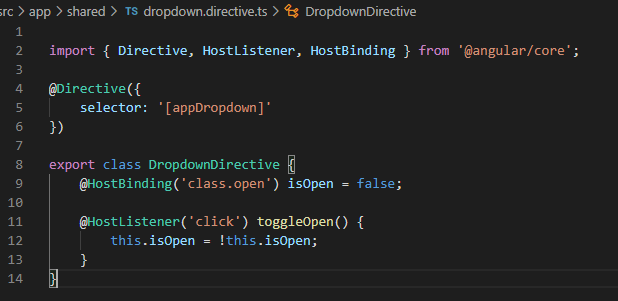 src > app > shared > TS dropdown.directive.ts > DropdownDirective
1
2 import { Directive, HostListener, HostBinding } from '@angular/core';
3
4 @Directive({
5     selector: '[appDropdown]'
6 })
7
8 export class DropdownDirective {
9     @HostBinding('class.open') isOpen = false;
10
11     @HostListener('click') toggleOpen() {
12         this.isOpen = !this.isOpen;
13     }
14 }